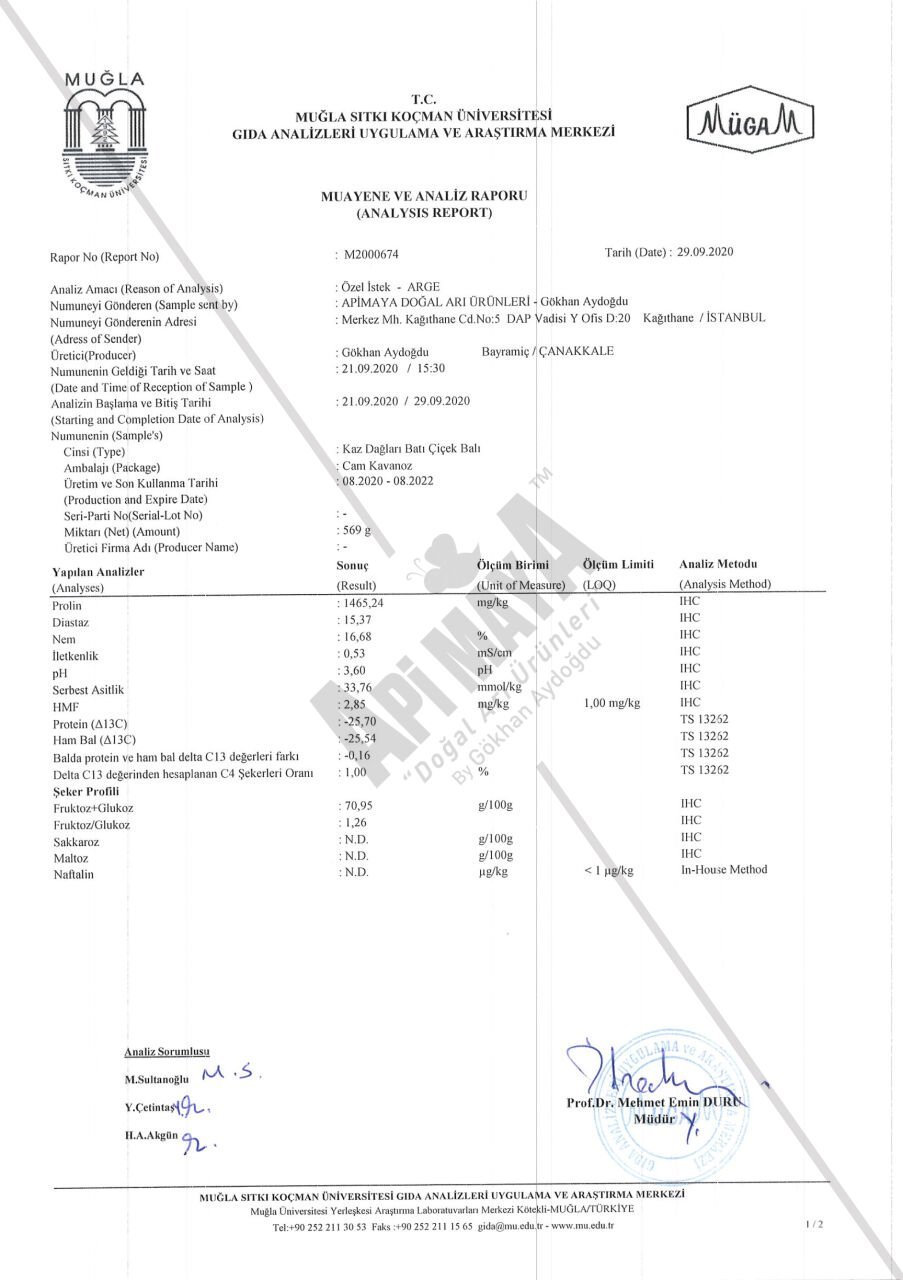 MUĞLA
SITKI KOÇMAN ÜNİVERSİTESİ
T.C.
MUĞLA SITKI KOÇMAN ÜNİVERSİTESİ
GIDA ANALİZLERİ UYGULAMA VE ARAŞTIRMA MERKEZİ
MÜGAM
MUAYENE VE ANALİZ RAPORU
(ANALYSIS REPORT)
Rapor No (Report No) : M2000674 Tarih (Date) : 29.09.2020
Analiz Amacı (Reason of Analysis) : Özel İstek - ARGE
Numuneyi Gönderen (Sample sent by) : APİMAYA DOĞAL ARI ÜRÜNLERİ - Gökhan Aydoğdu
Numuneyi Gönderenin Adresi : Merkez Mh. Kağıthane Cd.No:5 DAP Vadisi Y Ofis D:20 Kağıthane / İSTANBUL
(Adress of Sender)
Üretici(Producer) : Gökhan Aydoğdu Bayramiç / ÇANAKKALE
Numunenin Geldiği Tarih ve Saat : 21.09.2020 / 15:30
(Date and Time of Reception of Sample )
Analizin Başlama ve Bitiş Tarihi : 21.09.2020 / 29.09.2020
(Starting and Completion Date of Analysis)
Numunenin (Sample's)
Cinsi (Type) : Kaz Dağları Batı Çiçek Balı
Ambalajı (Package) : Cam Kavanoz
Üretim ve Son Kullanma Tarihi : 08.2020 - 08.2022
(Production and Expire Date)
Seri-Parti No(Serial-Lot No) : -
Miktarı (Net) (Amount) : 569 g
Üretici Firma Adı (Producer Name) : -
Yapılan Analizler Sonuç Ölçüm Birimi Ölçüm Limiti Analiz Metodu
(Analyses) (Result) (Unit of Measure) (LOQ) (Analysis Method)
Prolin : 1465,24 mg/kg IHC
Diastaz : 15,37 IHC
Nem : 16,68 % IHC
İletkenlik : 0,53 mS/cm IHC
pH : 3,60 pH IHC
Serbest Asitlik : 33,76 mmol/kg IHC
HMF : 2,85 mg/kg 1,00 mg/kg IHC
Protein (Δ13C) : -25,70 TS 13262
Ham Bal (Δ13C) : -25,54 TS 13262
Balda protein ve ham bal delta C13 değerleri farkı : -0,16 TS 13262
Delta C13 değerinden hesaplanan C4 Şekerleri Oranı : 1,00 % TS 13262
Şeker Profili
Fruktoz+Glukoz : 70,95 g/100g IHC
Fruktoz/Glukoz : 1,26 IHC
Sakkaroz : N.D. g/100g IHC
Maltoz : N.D. g/100g IHC
Naftalin : N.D. µg/kg < 1 µg/kg In-House Method
APİ MAYA™
"Doğal Arı Ürünleri
By Gökhan Aydoğdu
Analiz Sorumlusu
M.Sultanoğlu M.S.
Y.Çetintaş
H.A.Akgün
Prof.Dr. Mehmet Emin DURU
Müdür
MUĞLA SITKI KOÇMAN ÜNİVERSİTESİ GIDA ANALİZLERİ UYGULAMA VE ARAŞTIRMA MERKEZİ
Muğla Üniversitesi Yerleşkesi Araştırma Laboratuvarları Merkezi Kötekli-MUĞLA/TÜRKİYE
Tel:+90 252 211 30 53 Faks :+90 252 211 15 65 gida@mu.edu.tr - www.mu.edu.tr
1 / 2